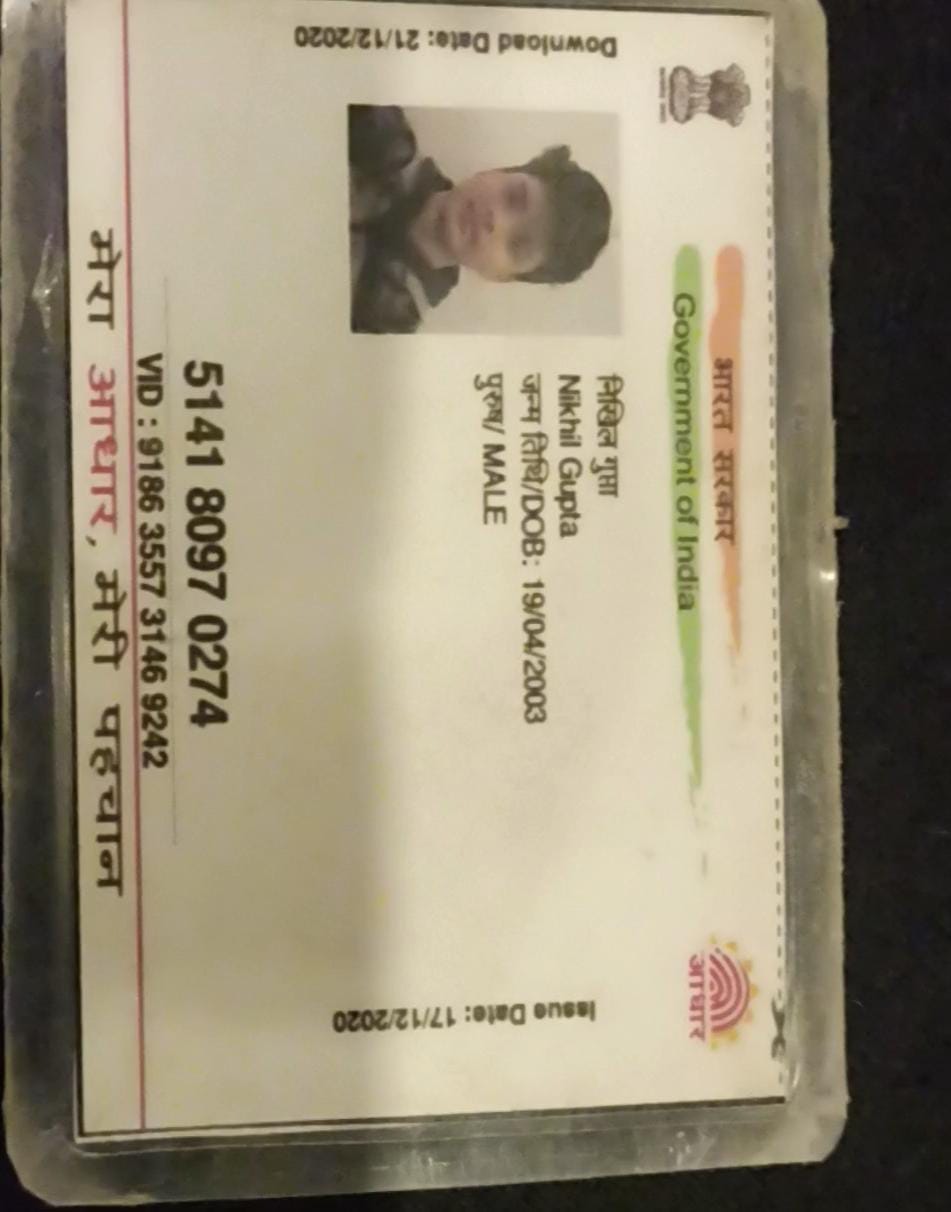 भारत सरकार
Government of India
आधार
Download Date: 21/12/2020
निखिल गुप्ता
Nikhil Gupta
जन्म तिथि/DOB: 19/04/2003
पुरुष/ MALE
Issue Date: 17/12/2020
5141 8097 0274
VID : 9186 3557 3146 9242
मेरा आधार, मेरी पहचान